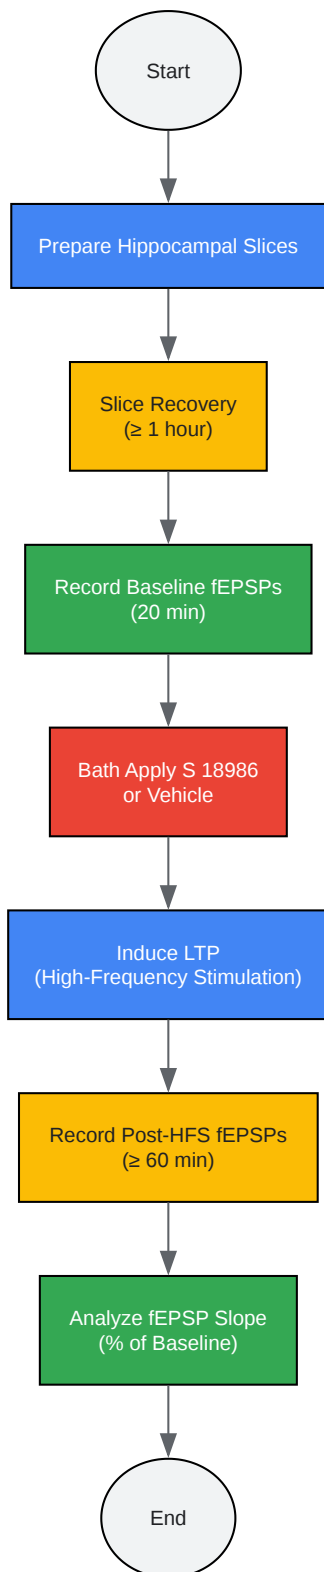 Start
Prepare Hippocampal Slices
Slice Recovery
(≥ 1 hour)
Record Baseline fEPSPs
(20 min)
Bath Apply S 18986
or Vehicle
Induce LTP
(High-Frequency Stimulation)
Record Post-HFS fEPSPs
(≥ 60 min)
Analyze fEPSP Slope
(% of Baseline)
End